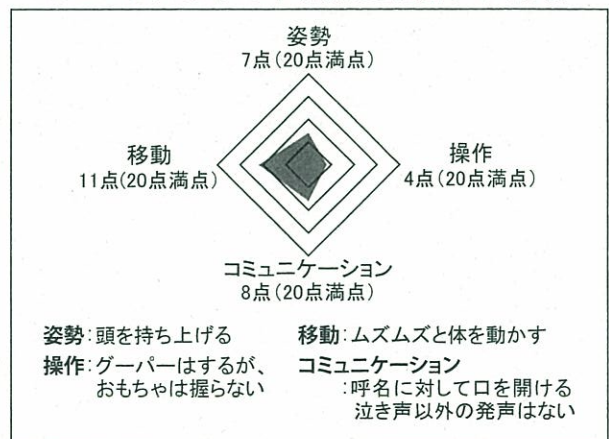 姿勢
7点(20点満点)
移動
11点(20点満点)
操作
4点(20点満点)
コミュニケーション
8点(20点満点)
姿勢:頭を持ち上げる
操作:グーパーはするが、
おもちゃは握らない
移動:ムズムズと体を動かす
コミュニケーション
:呼名に対して口を開ける
泣き声以外の発声はない